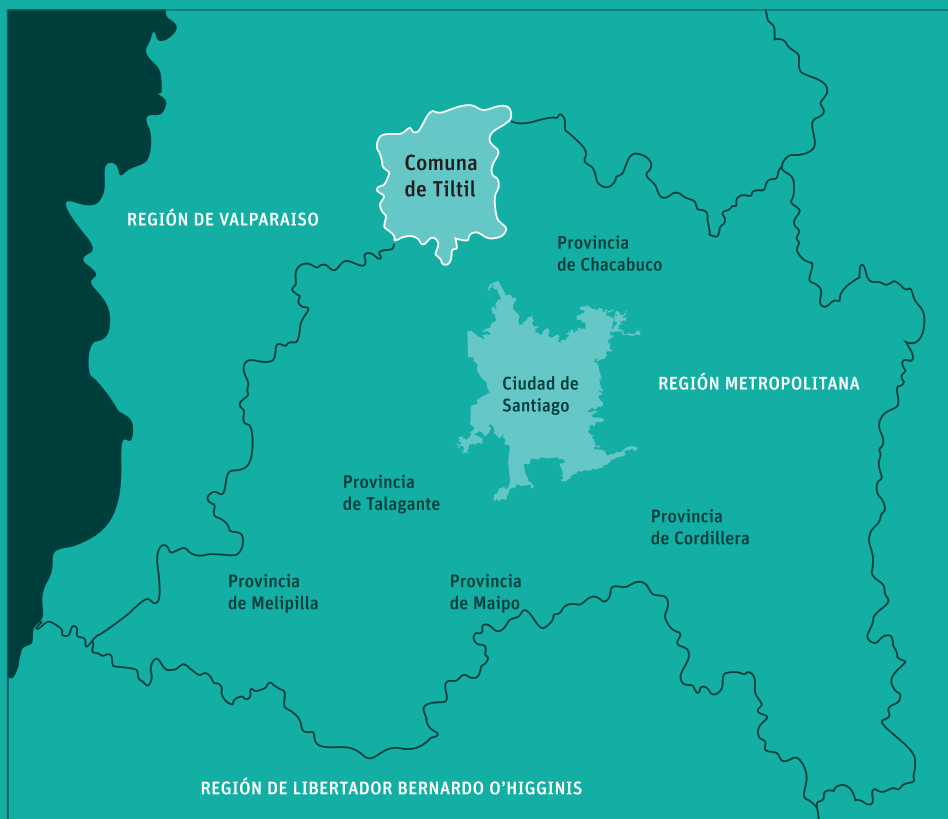 Comuna
de Tiltil
REGIÓN DE VALPARAISO
Provincia
de Chacabuco
Ciudad de
Santiago
REGIÓN METROPOLITANA
Provincia
de Talagante
Provincia
de Cordillera
Provincia
de Melipilla
Provincia
de Maipo
REGIÓN DE LIBERTADOR BERNARDO O'HIGGINIS